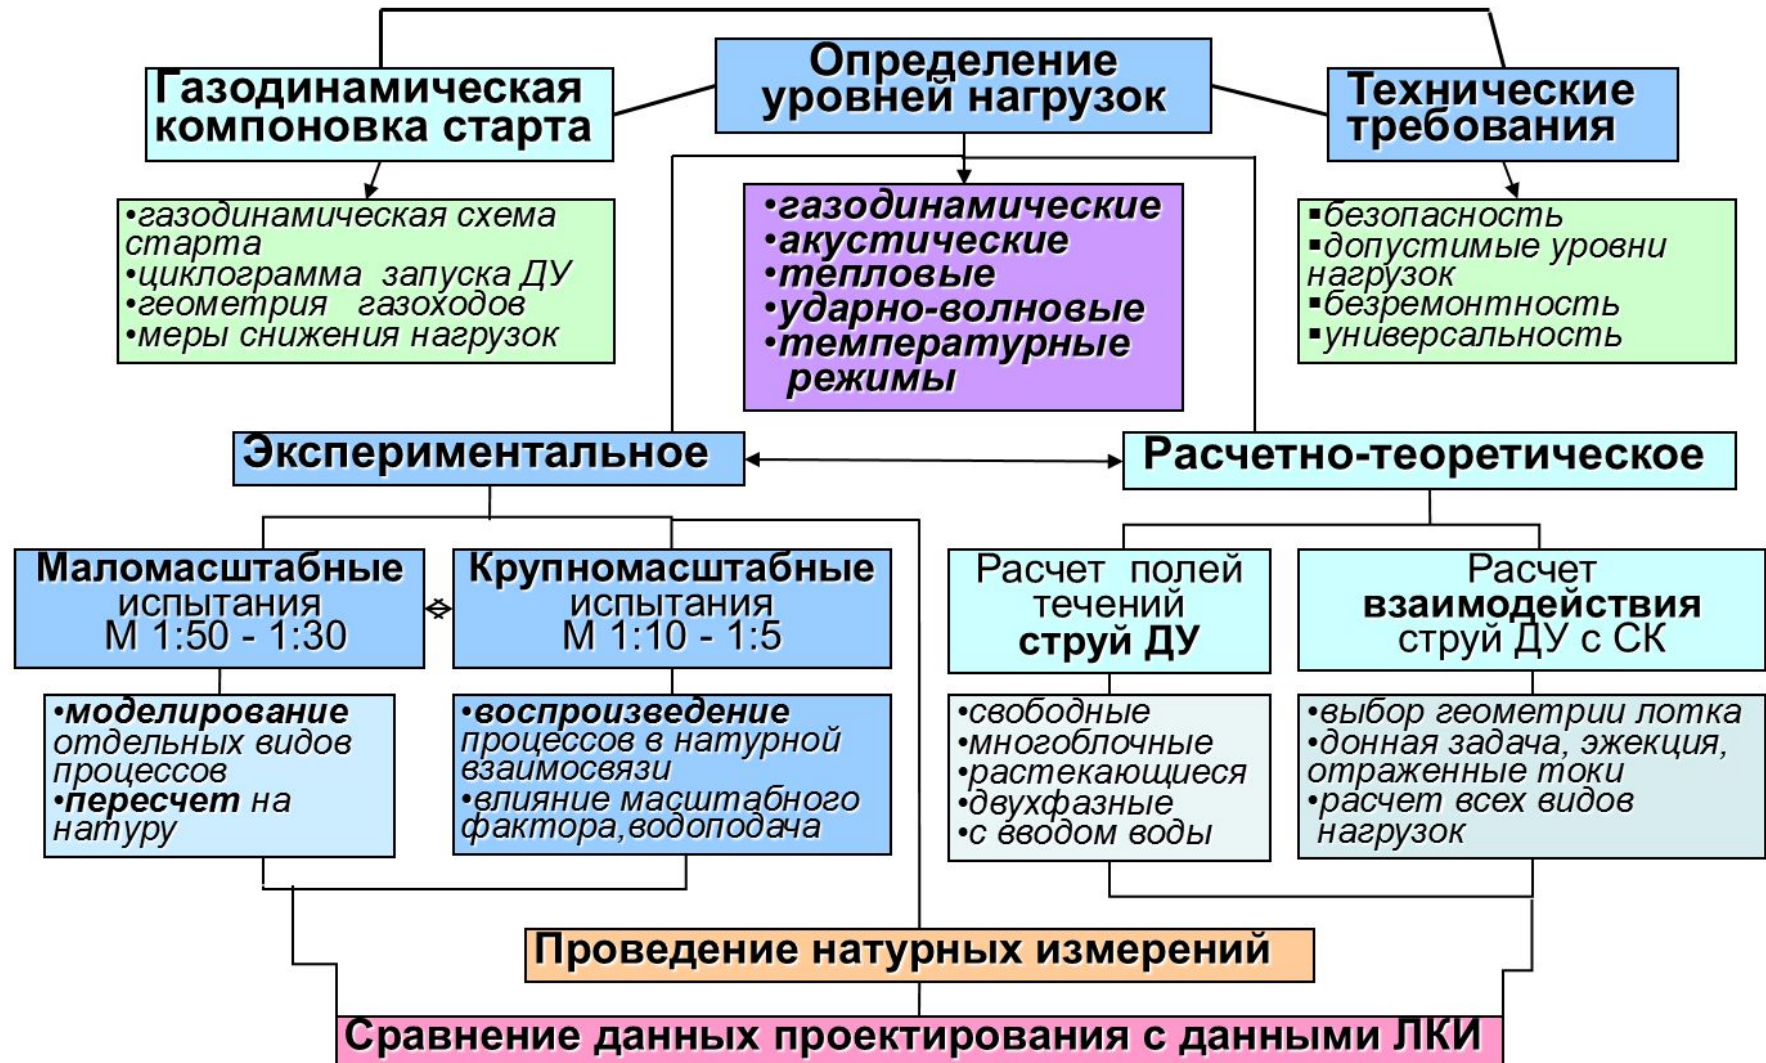 Определение
уровней нагрузок
Газодинамическая
компоновка старта
Технические
требования
•газодинамическая схема
старта
•циклограмма запуска ДУ
•геометрия газоходов
•меры снижения нагрузок
•газодинамические
•акустические
•тепловые
•ударно-волновые
•температурные
режимы
▪безопасность
▪допустимые уровни
нагрузок
▪безремонтность
▪универсальность
Экспериментальное
Расчетно-теоретическое
Маломасштабные
испытания
М 1:50 - 1:30
Крупномасштабные
испытания
М 1:10 - 1:5
Расчет полей
течений
струй ДУ
Расчет
взаимодействия
струй ДУ с СК
•моделирование
отдельных видов
процессов
•пересчет на
натуру
•воспроизведение
процессов в натурной
взаимосвязи
•влияние масштабного
фактора,водоподача
•свободные
•многоблочные
•растекающиеся
•двухфазные
•с вводом воды
•выбор геометрии лотка
•донная задача, эжекция,
отраженные токи
•расчет всех видов
нагрузок
Проведение натурных измерений
Сравнение данных проектирования с данными ЛКИ